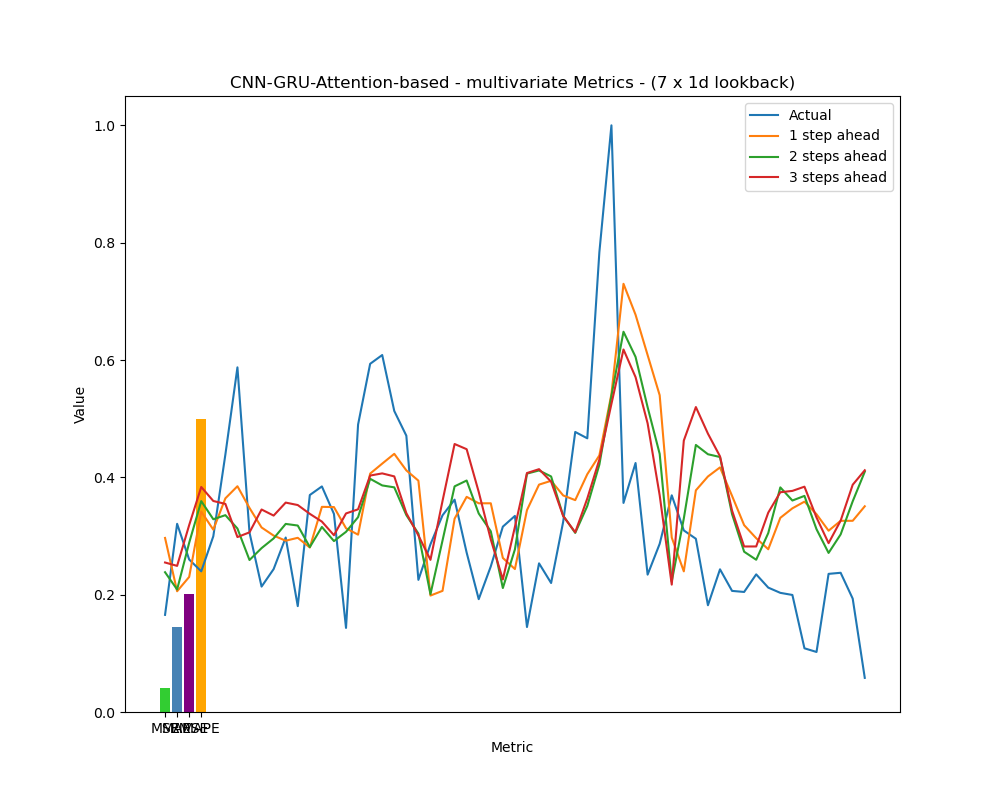 CNN-GRU-Attention-based - multivariate Metrics - (7 x 1d lookback)
Actual
1 step ahead
2 steps ahead
3 steps ahead
1.0
0.8
0.6
0.4
0.2
0.0
Value
Metric